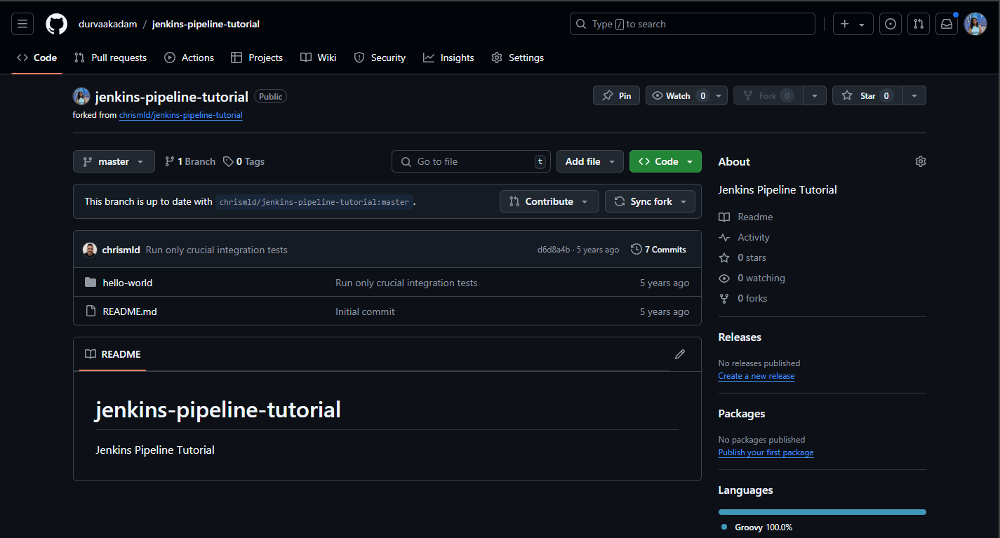 durvaakadam / jenkins-pipeline-tutorial
Type / to search
Code Pull requests Actions Projects Wiki Security Insights Settings
jenkins-pipeline-tutorial Public
Pin Watch 0 Fork 0 Star 0
forked from chrismld/jenkins-pipeline-tutorial
master 1 Branch 0 Tags Go to file t Add file Code
This branch is up to date with chrismld/jenkins-pipeline-tutorial:master .
Contribute Sync fork
chrismld Run only crucial integration tests d6d8a4b · 5 years ago 7 Commits
hello-world Run only crucial integration tests 5 years ago
README.md Initial commit 5 years ago
README
jenkins-pipeline-tutorial
Jenkins Pipeline Tutorial
About
Jenkins Pipeline Tutorial
Readme
Activity
0 stars
0 watching
0 forks
Releases
No releases published
Create a new release
Packages
No packages published
Publish your first package
Languages
Groovy 100.0%